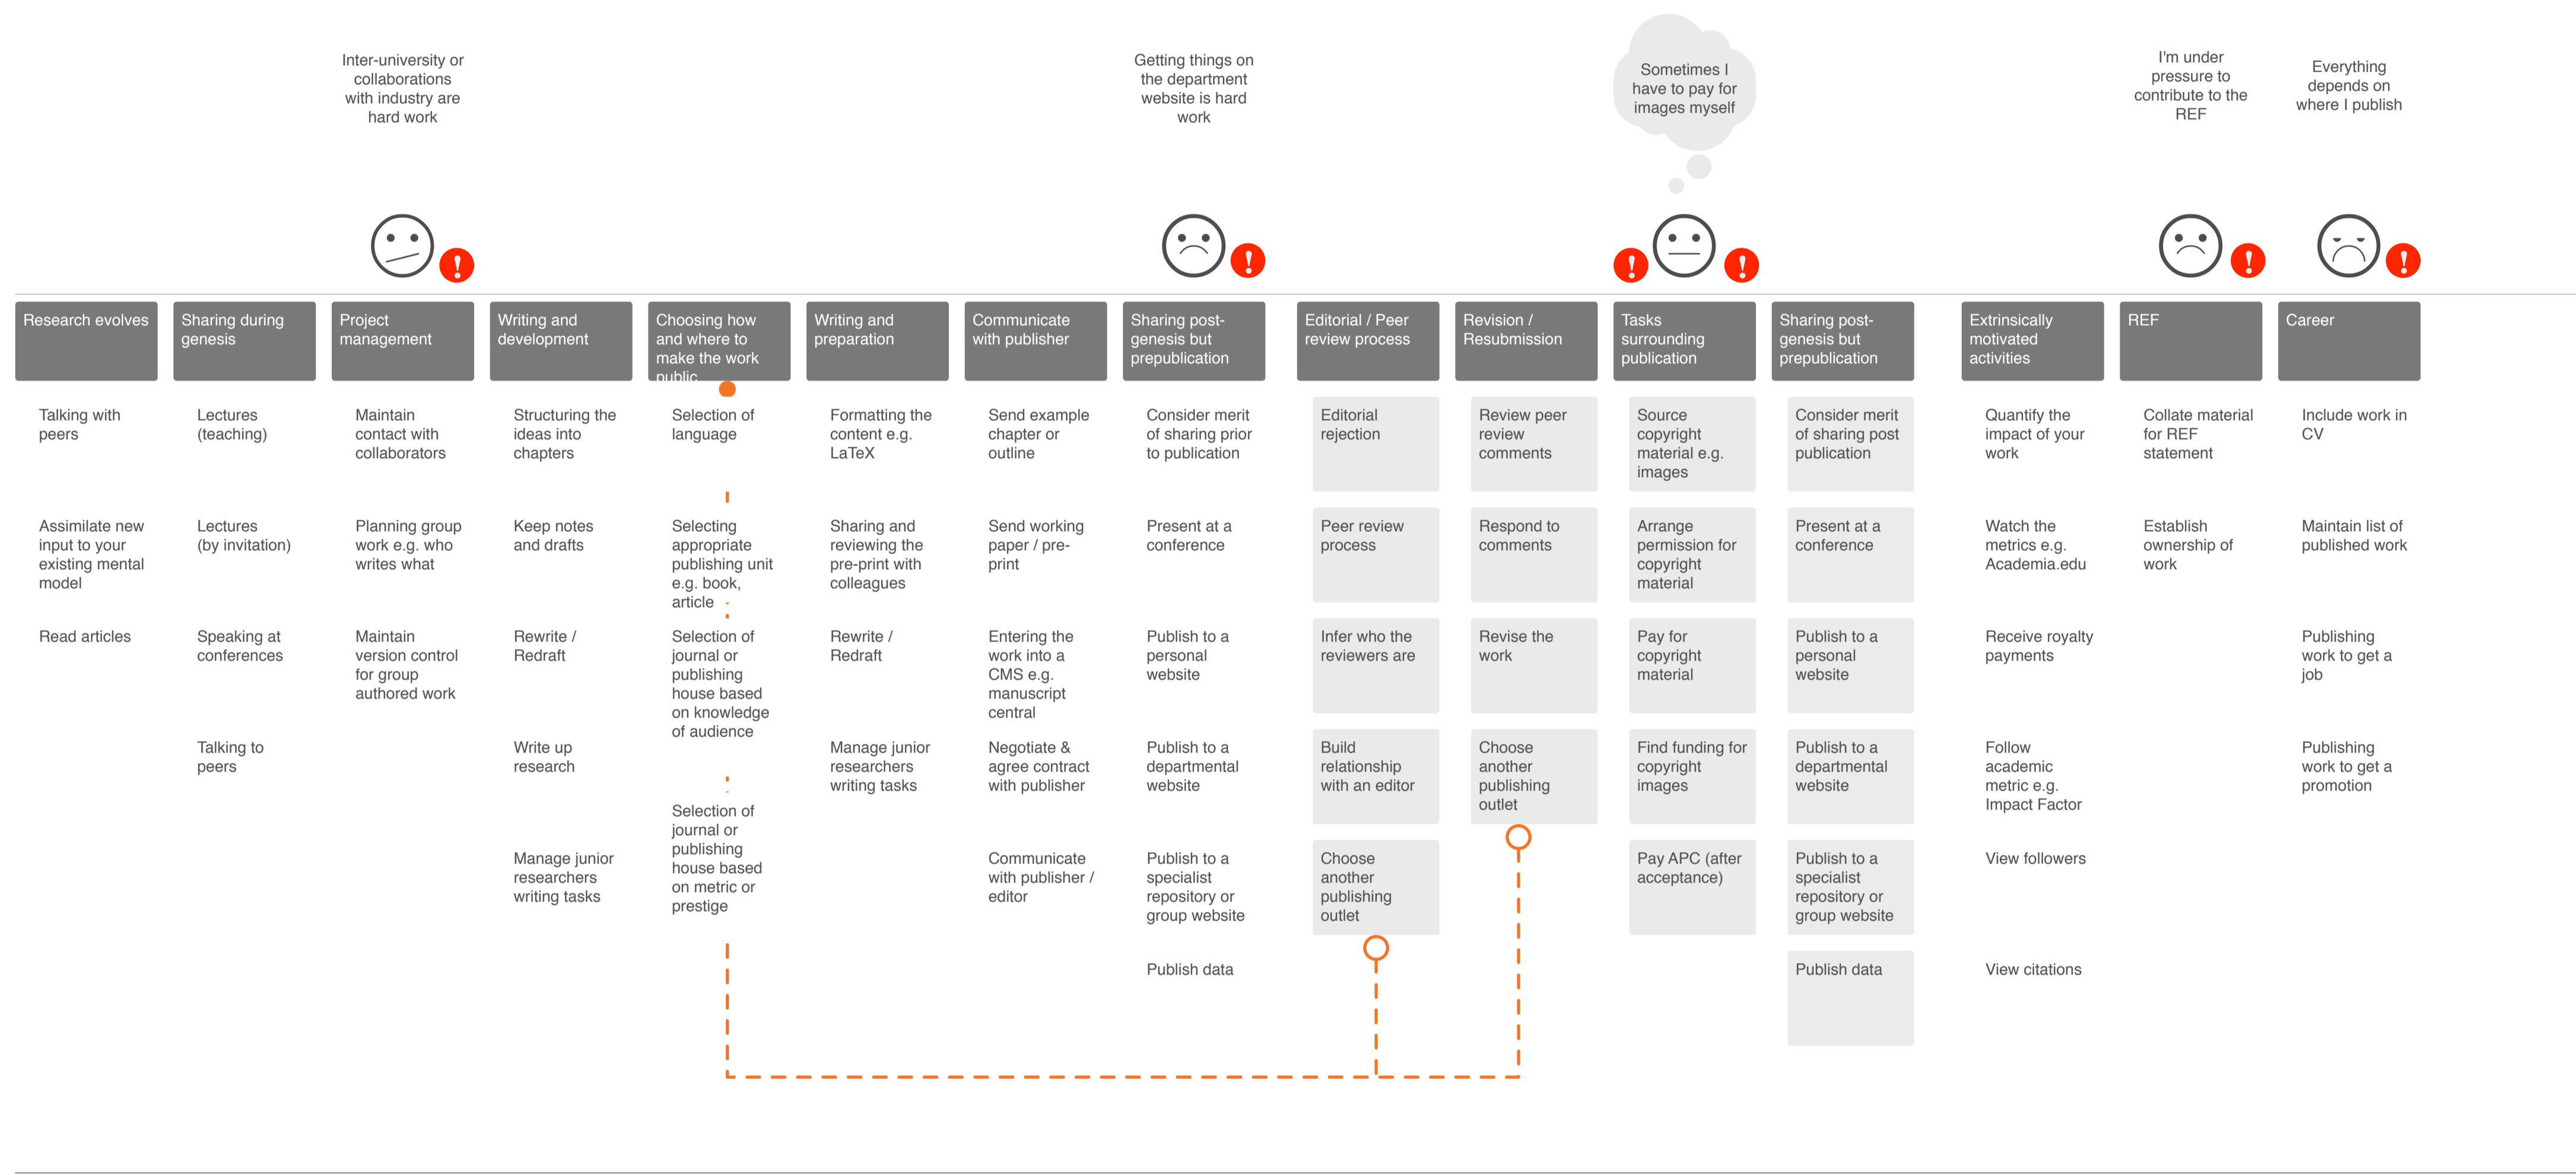 Inter-university or
collaborations
with industry are
hard work
Getting things on
the department
website is hard
work
Sometimes I
have to pay for
images myself
I'm under
pressure to
contribute to the
REF
Everything
depends on
where I publish
!
!
!
!
!
!
Research evolves
Sharing during
genesis
Project
management
Writing and
development
Choosing how
and where to
make the work
public
Writing and
preparation
Communicate
with publisher
Sharing post-
genesis but
prepublication
Editorial / Peer
review process
Revision /
Resubmission
Tasks
surrounding
publication
Sharing post-
genesis but
prepublication
Extrinsically
motivated
activities
REF
Career
Talking with
peers
Assimilate new
input to your
existing mental
model
Read articles
Lectures
(teaching)
Lectures
(by invitation)
Speaking at
conferences
Talking to
peers
Maintain
contact with
collaborators
Planning group
work e.g. who
writes what
Maintain
version control
for group
authored work
Structuring the
ideas into
chapters
Keep notes
and drafts
Rewrite /
Redraft
Write up
research
Manage junior
researchers
writing tasks
Selection of
language
Selecting
appropriate
publishing unit
e.g. book,
article
Selection of
journal or
publishing
house based
on knowledge
of audience
Selection of
journal or
publishing
house based
on metric or
prestige
Formatting the
content e.g.
LaTeX
Sharing and
reviewing the
pre-print with
colleagues
Rewrite /
Redraft
Manage junior
researchers
writing tasks
Send example
chapter or
outline
Send working
paper / pre-
print
Entering the
work into a
CMS e.g.
manuscript
central
Negotiate &
agree contract
with publisher
Communicate
with publisher /
editor
Consider merit
of sharing prior
to publication
Present at a
conference
Publish to a
personal
website
Publish to a
departmental
website
Publish to a
specialist
repository or
group website
Publish data
Editorial
rejection
Peer review
process
Infer who the
reviewers are
Build
relationship
with an editor
Choose
another
publishing
outlet
Review peer
review
comments
Respond to
comments
Revise the
work
Choose
another
publishing
outlet
Source
copyright
material e.g.
images
Arrange
permission for
copyright
material
Pay for
copyright
material
Find funding for
copyright
images
Pay APC (after
acceptance)
Consider merit
of sharing post
publication
Present at a
conference
Publish to a
personal
website
Publish to a
departmental
website
Publish to a
specialist
repository or
group website
Publish data
Quantify the
impact of your
work
Watch the
metrics e.g.
Academia.edu
Receive royalty
payments
Follow
academic
metric e.g.
Impact Factor
View followers
View citations
Collate material
for REF
statement
Establish
ownership of
work
Include work in
CV
Maintain list of
published work
Publishing
work to get a
job
Publishing
work to get a
promotion